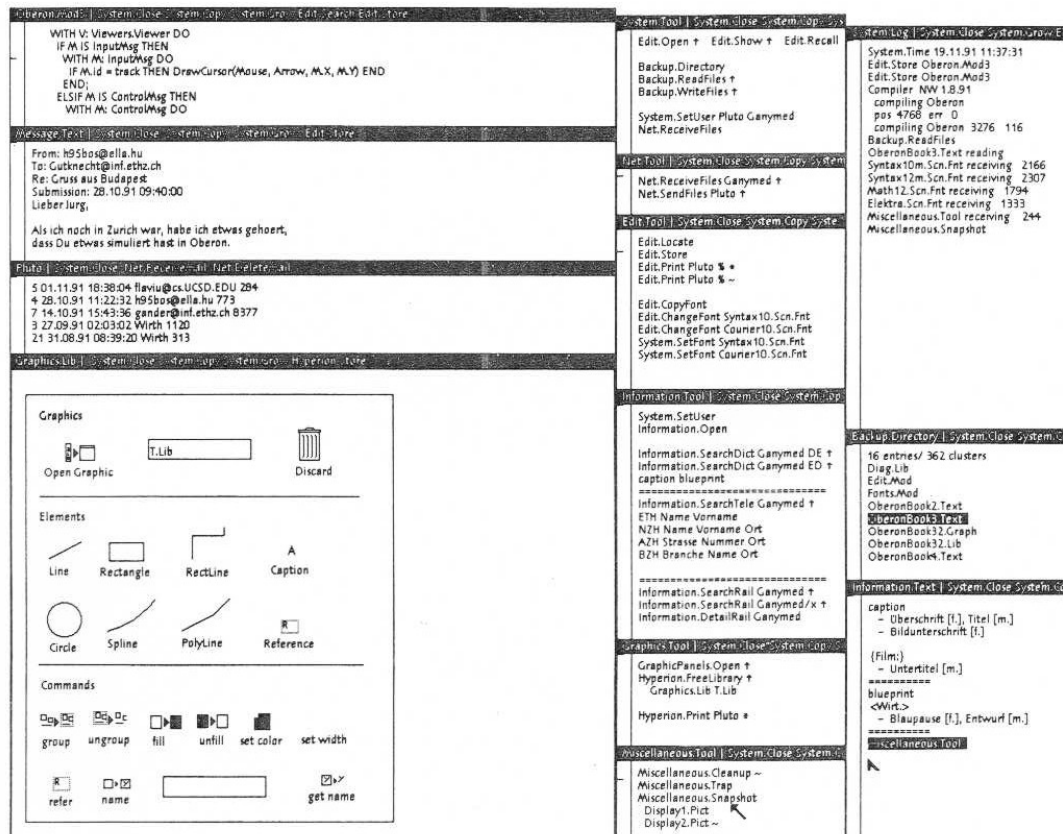 Oberon.Mod3 | System.Close System.Copy System.Grow Edit.Search Edit.Store
WITH V: Viewers.Viewer DO
IF M IS InputMsg THEN
WITH M: InputMsg DO
IF M.id = track THEN DrawCursor(Mouse, Arrow, M.X, M.Y) END
END;
ELSIF M IS ControlMsg THEN
WITH M: ControlMsg DO
Message.Text | System.Close System.Copy System.Grow Edit.Store
From: h95bos@ella.hu
To: Gutknecht@inf.ethz.ch
Re: Gruss aus Budapest
Submission: 28.10.91 09:40:00
Lieber Jurg,
Als ich noch in Zurich war, habe ich etwas gehoert,
dass Du etwas simuliert hast in Oberon.
Pluto | System.Close Net.ReceiveMail Net.DeleteMail
5 01.11.91 18:38:04 flaviu@cs.UCSD.EDU 284
4 28.10.91 11:22:32 h95bos@ella.hu 773
7 14.10.91 15:43:36 gander@inf.ethz.ch 8377
3 27.09.91 02:03:02 Wirth 1120
21 31.08.91 08:39:20 Wirth 313
Graphics.Lib | System.Close System.Copy System.Grow Hyperion.Store
Graphics
T.Lib
Open Graphic
Discard
Elements
A
Line Rectangle RectLine Caption
R
Circle Spline PolyLine Reference
Commands
group ungroup fill unfill set color set width
R
refer name get name
System.Tool | System.Close System.Copy Sys
Edit.Open ↑ Edit.Show ↑ Edit.Recall
Backup.Directory
Backup.ReadFiles ↑
Backup.WriteFiles ↑
System.SetUser Pluto Ganymed
Net.ReceiveFiles
Net.Tool | System.Close System.Copy System
Net.ReceiveFiles Ganymed ↑
Net.SendFiles Pluto ↑
Edit.Tool | System.Close System.Copy System
Edit.Locate
Edit.Store
Edit.Print Pluto % *
Edit.Print Pluto % ~
Edit.CopyFont
Edit.ChangeFont Syntax10.Scn.Fnt
Edit.ChangeFont Courier10.Scn.Fnt
System.SetFont Syntax10.Scn.Fnt
System.SetFont Courier10.Scn.Fnt
Information.Tool | System.Close System.Cop
System.SetUser
Information.Open
Information.SearchDict Ganymed DE ↑
Information.SearchDict Ganymed ED ↑
caption blueprint
============================
Information.SearchTele Ganymed ↑
ETH Name Vorname
NZH Name Vorname Ort
AZH Strasse Nummer Ort
BZH Branche Name Ort
============================
Information.SearchRail Ganymed ↑
Information.SearchRail Ganymed/x ↑
Information.DetailRail Ganymed
Graphics.Tool | System.Close System.Copy S
GraphicPanels.Open ↑
Hyperion.FreeLibrary ↑
Graphics.Lib T.Lib
Hyperion.Print Pluto *
Miscellaneous.Tool | System.Close System.C
Miscellaneous.Cleanup ~
Miscellaneous.Trap
Miscellaneous.Snapshot
Display1.Pict
Display2.Pict ~
System.Log | System.Close System.Grow E
System.Time 19.11.91 11:37:31
Edit.Store Oberon.Mod3
Edit.Store Oberon.Mod3
Compiler NW 1.8.91
compiling Oberon
pos 4768 err 0
compiling Oberon 3276 116
Backup.ReadFiles
OberonBook3.Text reading
Syntax10m.Scn.Fnt receiving 2166
Syntax12m.Scn.Fnt receiving 2307
Math12.Scn.Fnt receiving 1794
Elektra.Scn.Fnt receiving 1333
Miscellaneous.Tool receiving 244
Miscellaneous.Snapshot
Backup.Directory | System.Close System.C
16 entries/ 362 clusters
Diag.Lib
Edit.Mod
Fonts.Mod
OberonBook2.Text
OberonBook3.Text
OberonBook32.Graph
OberonBook32.Lib
OberonBook4.Text
Information.Text | System.Close System.Co
caption
– Überschrift [f.], Titel [m.]
– Bildunterschrift [f.]
{Film:}
– Untertitel [m.]
==========
blueprint
<Wirt.>
– Blaupause [f.], Entwurf [m.]
==========
Miscellaneous.Tool